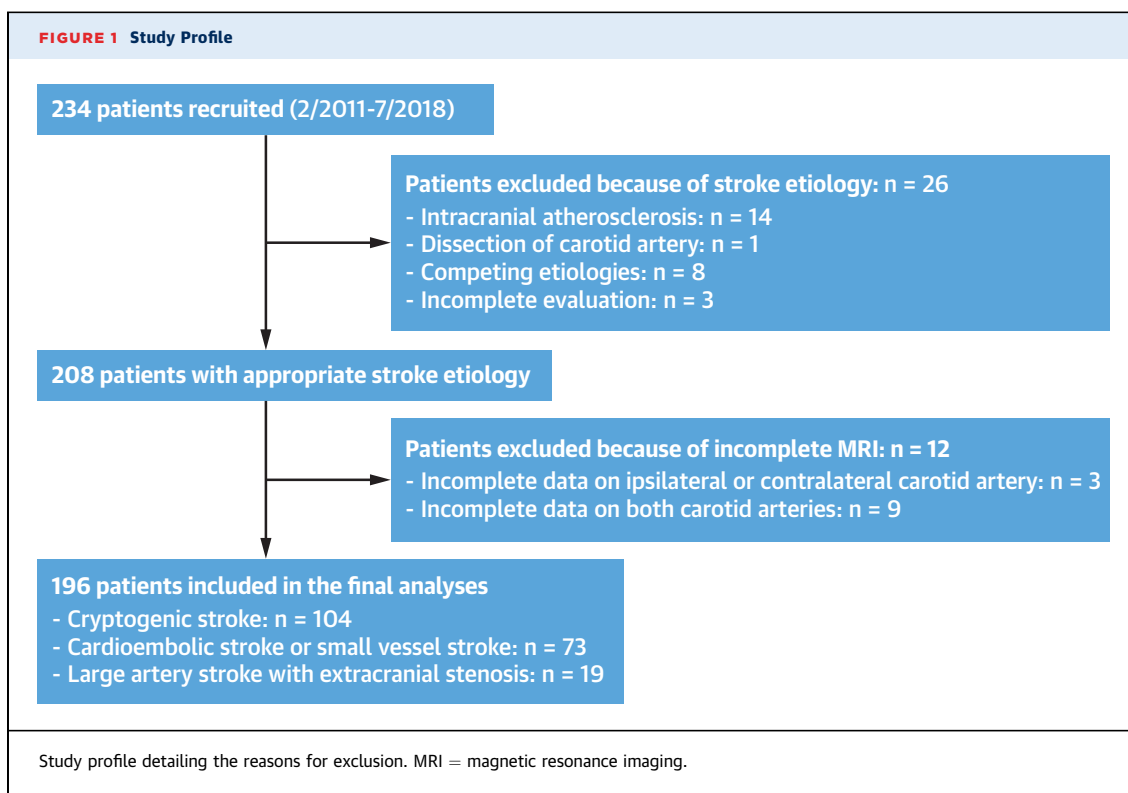 FIGURE 1 Study Profile
234 patients recruited (2/2011-7/2018)
Patients excluded because of stroke etiology: n = 26
- Intracranial atherosclerosis: n = 14
- Dissection of carotid artery: n = 1
- Competing etiologies: n = 8
- Incomplete evaluation: n = 3
208 patients with appropriate stroke etiology
Patients excluded because of incomplete MRI: n = 12
- Incomplete data on ipsilateral or contralateral carotid artery: n = 3
- Incomplete data on both carotid arteries: n = 9
196 patients included in the final analyses
- Cryptogenic stroke: n = 104
- Cardioembolic stroke or small vessel stroke: n = 73
- Large artery stroke with extracranial stenosis: n = 19
Study profile detailing the reasons for exclusion. MRI = magnetic resonance imaging.